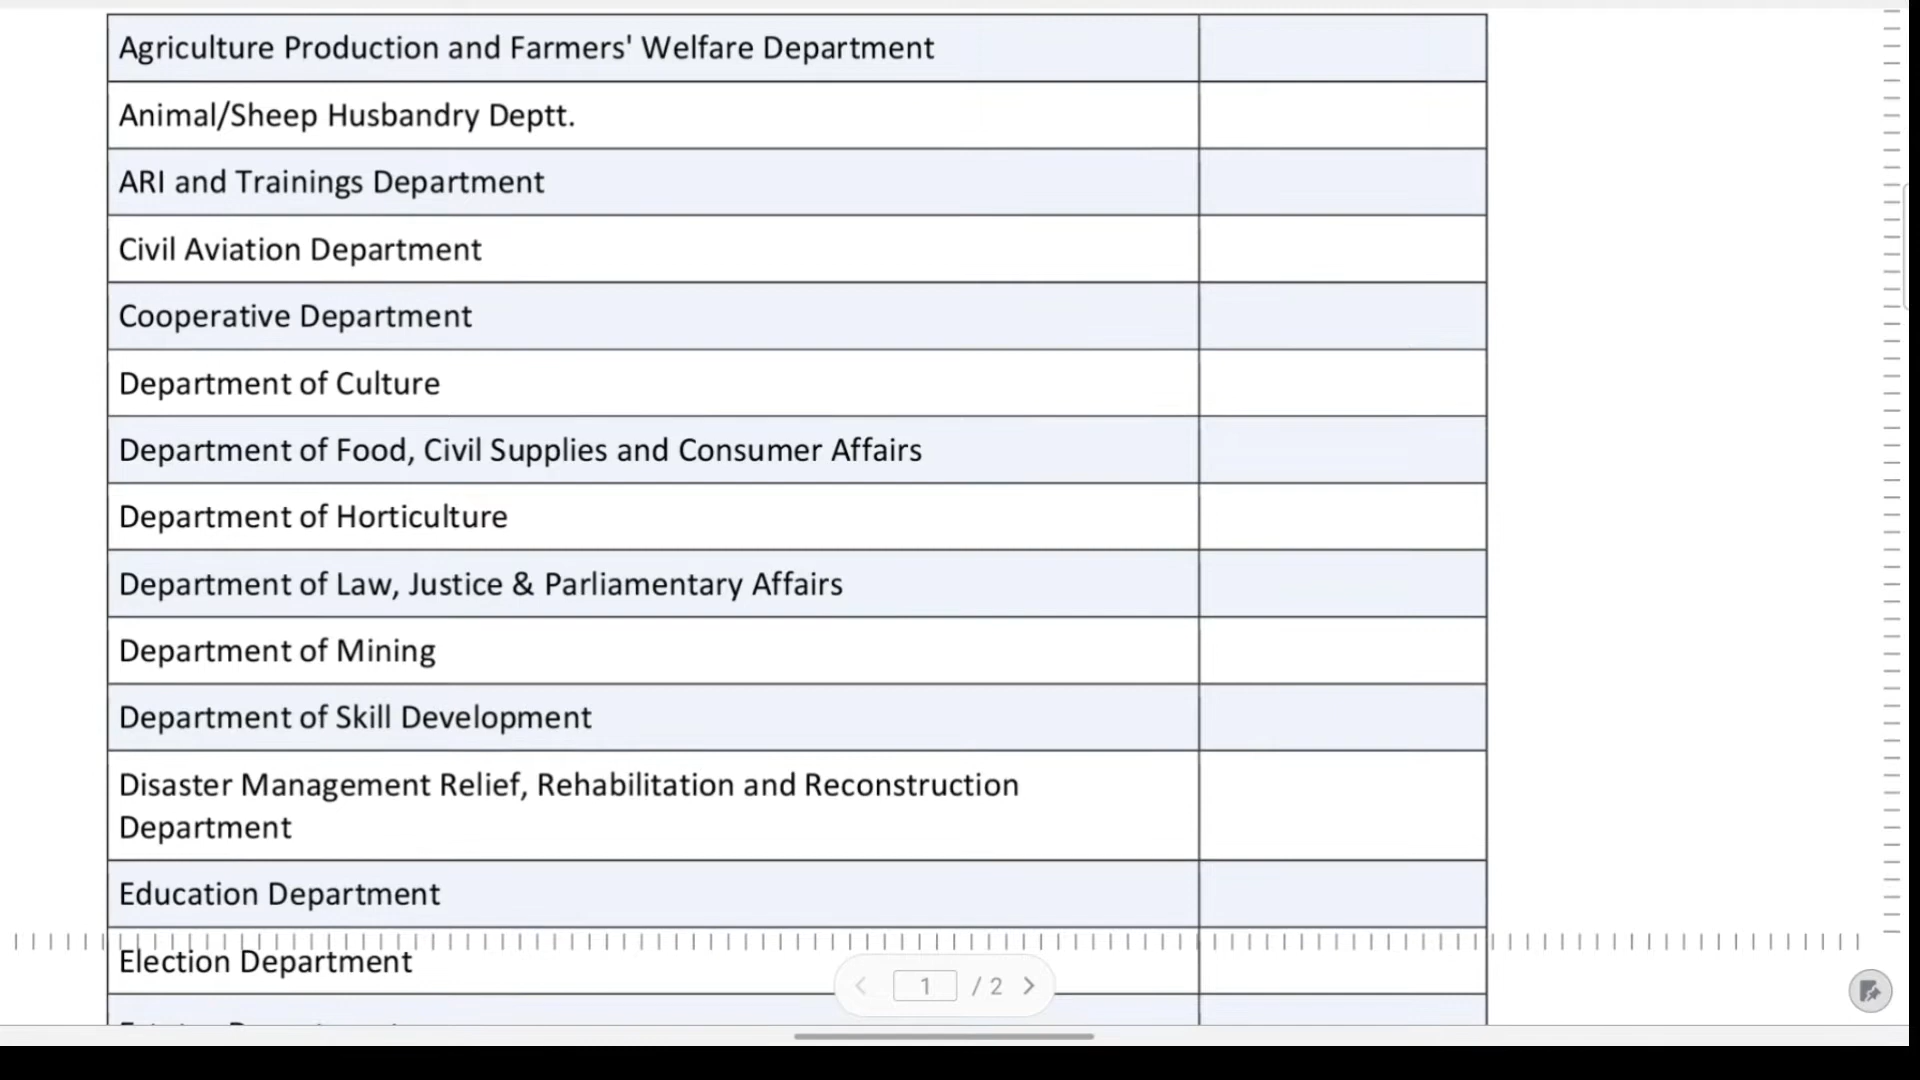 Agriculture Production and Farmers' Welfare Department
Animal/Sheep Husbandry Deptt.
ARI and Trainings Department
Civil Aviation Department
Cooperative Department
Department of Culture
Department of Food, Civil Supplies and Consumer Affairs
Department of Horticulture
Department of Law, Justice & Parliamentary Affairs
Department of Mining
Department of Skill Development
Disaster Management Relief, Rehabilitation and Reconstruction
Department
Education Department
Election Department
1 / 2